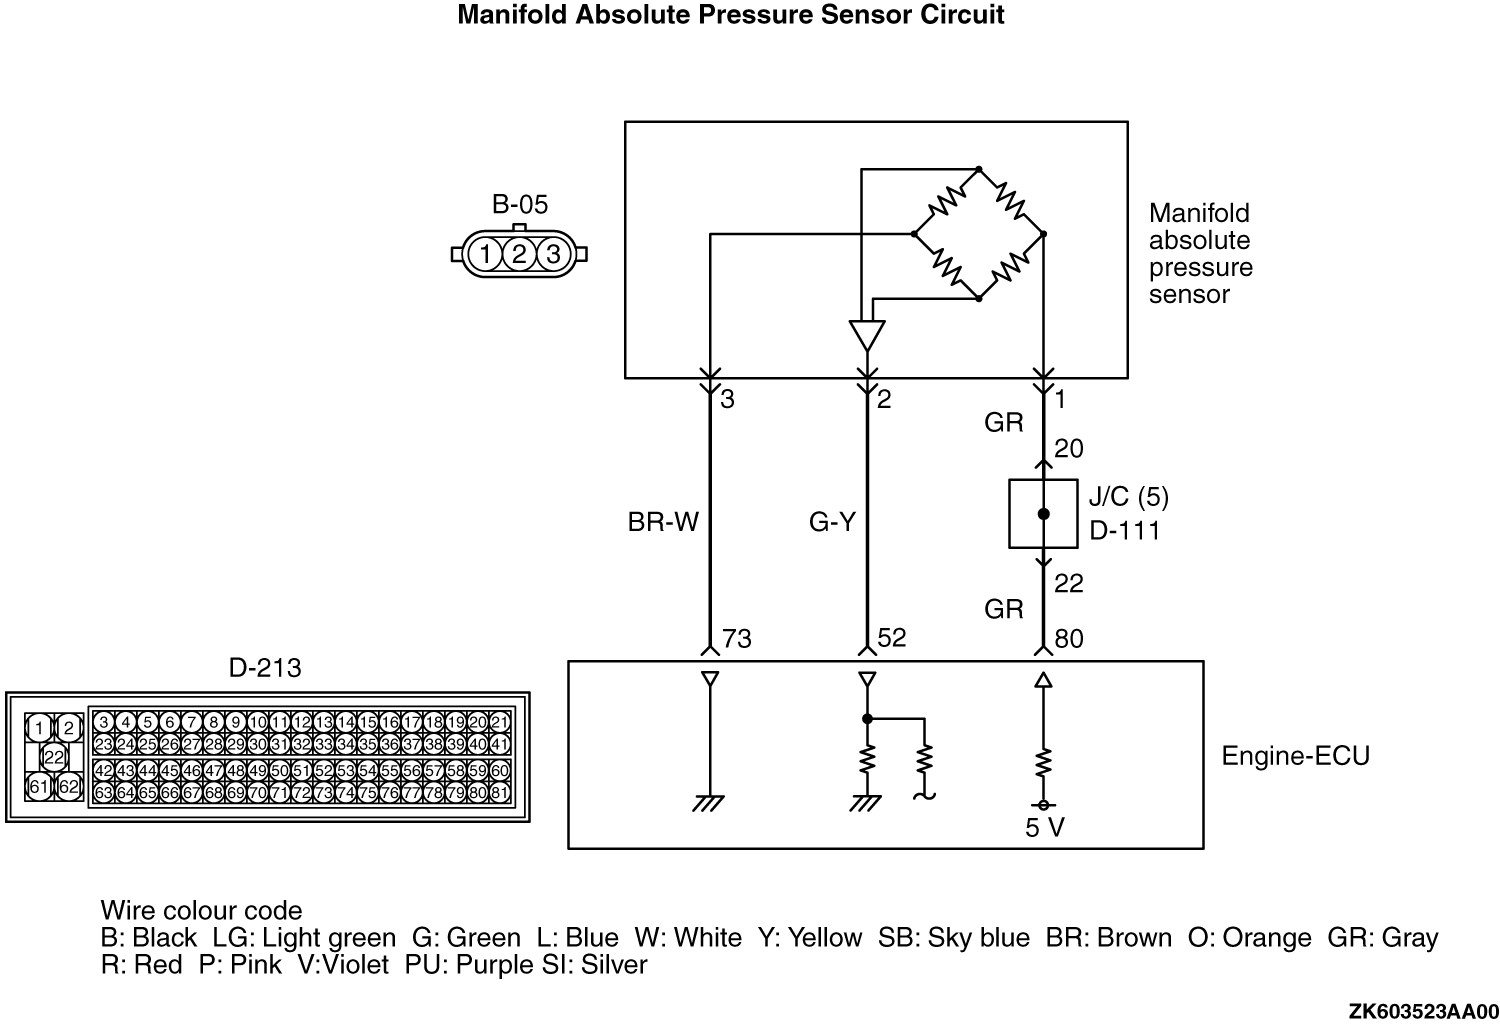 Manifold Absolute Pressure Sensor Circuit
B-05
1 2 3
Manifold
absolute
pressure
sensor
3 2 1
GR
20
J/C (5)
D-111
BR-W G-Y
22
GR
73 52 80
D-213
1 2 3 4 5 6 7 8 9 10 11 12 13 14 15 16 17 18 19 20 21
22 23 24 25 26 27 28 29 30 31 32 33 34 35 36 37 38 39 40 41
42 43 44 45 46 47 48 49 50 51 52 53 54 55 56 57 58 59 60
61 62 63 64 65 66 67 68 69 70 71 72 73 74 75 76 77 78 79 80 81
Engine-ECU
5 V
Wire colour code
B: Black LG: Light green G: Green L: Blue W: White Y: Yellow SB: Sky blue BR: Brown O: Orange GR: Gray
R: Red P: Pink V:Violet PU: Purple SI: Silver
ZK603523AA00